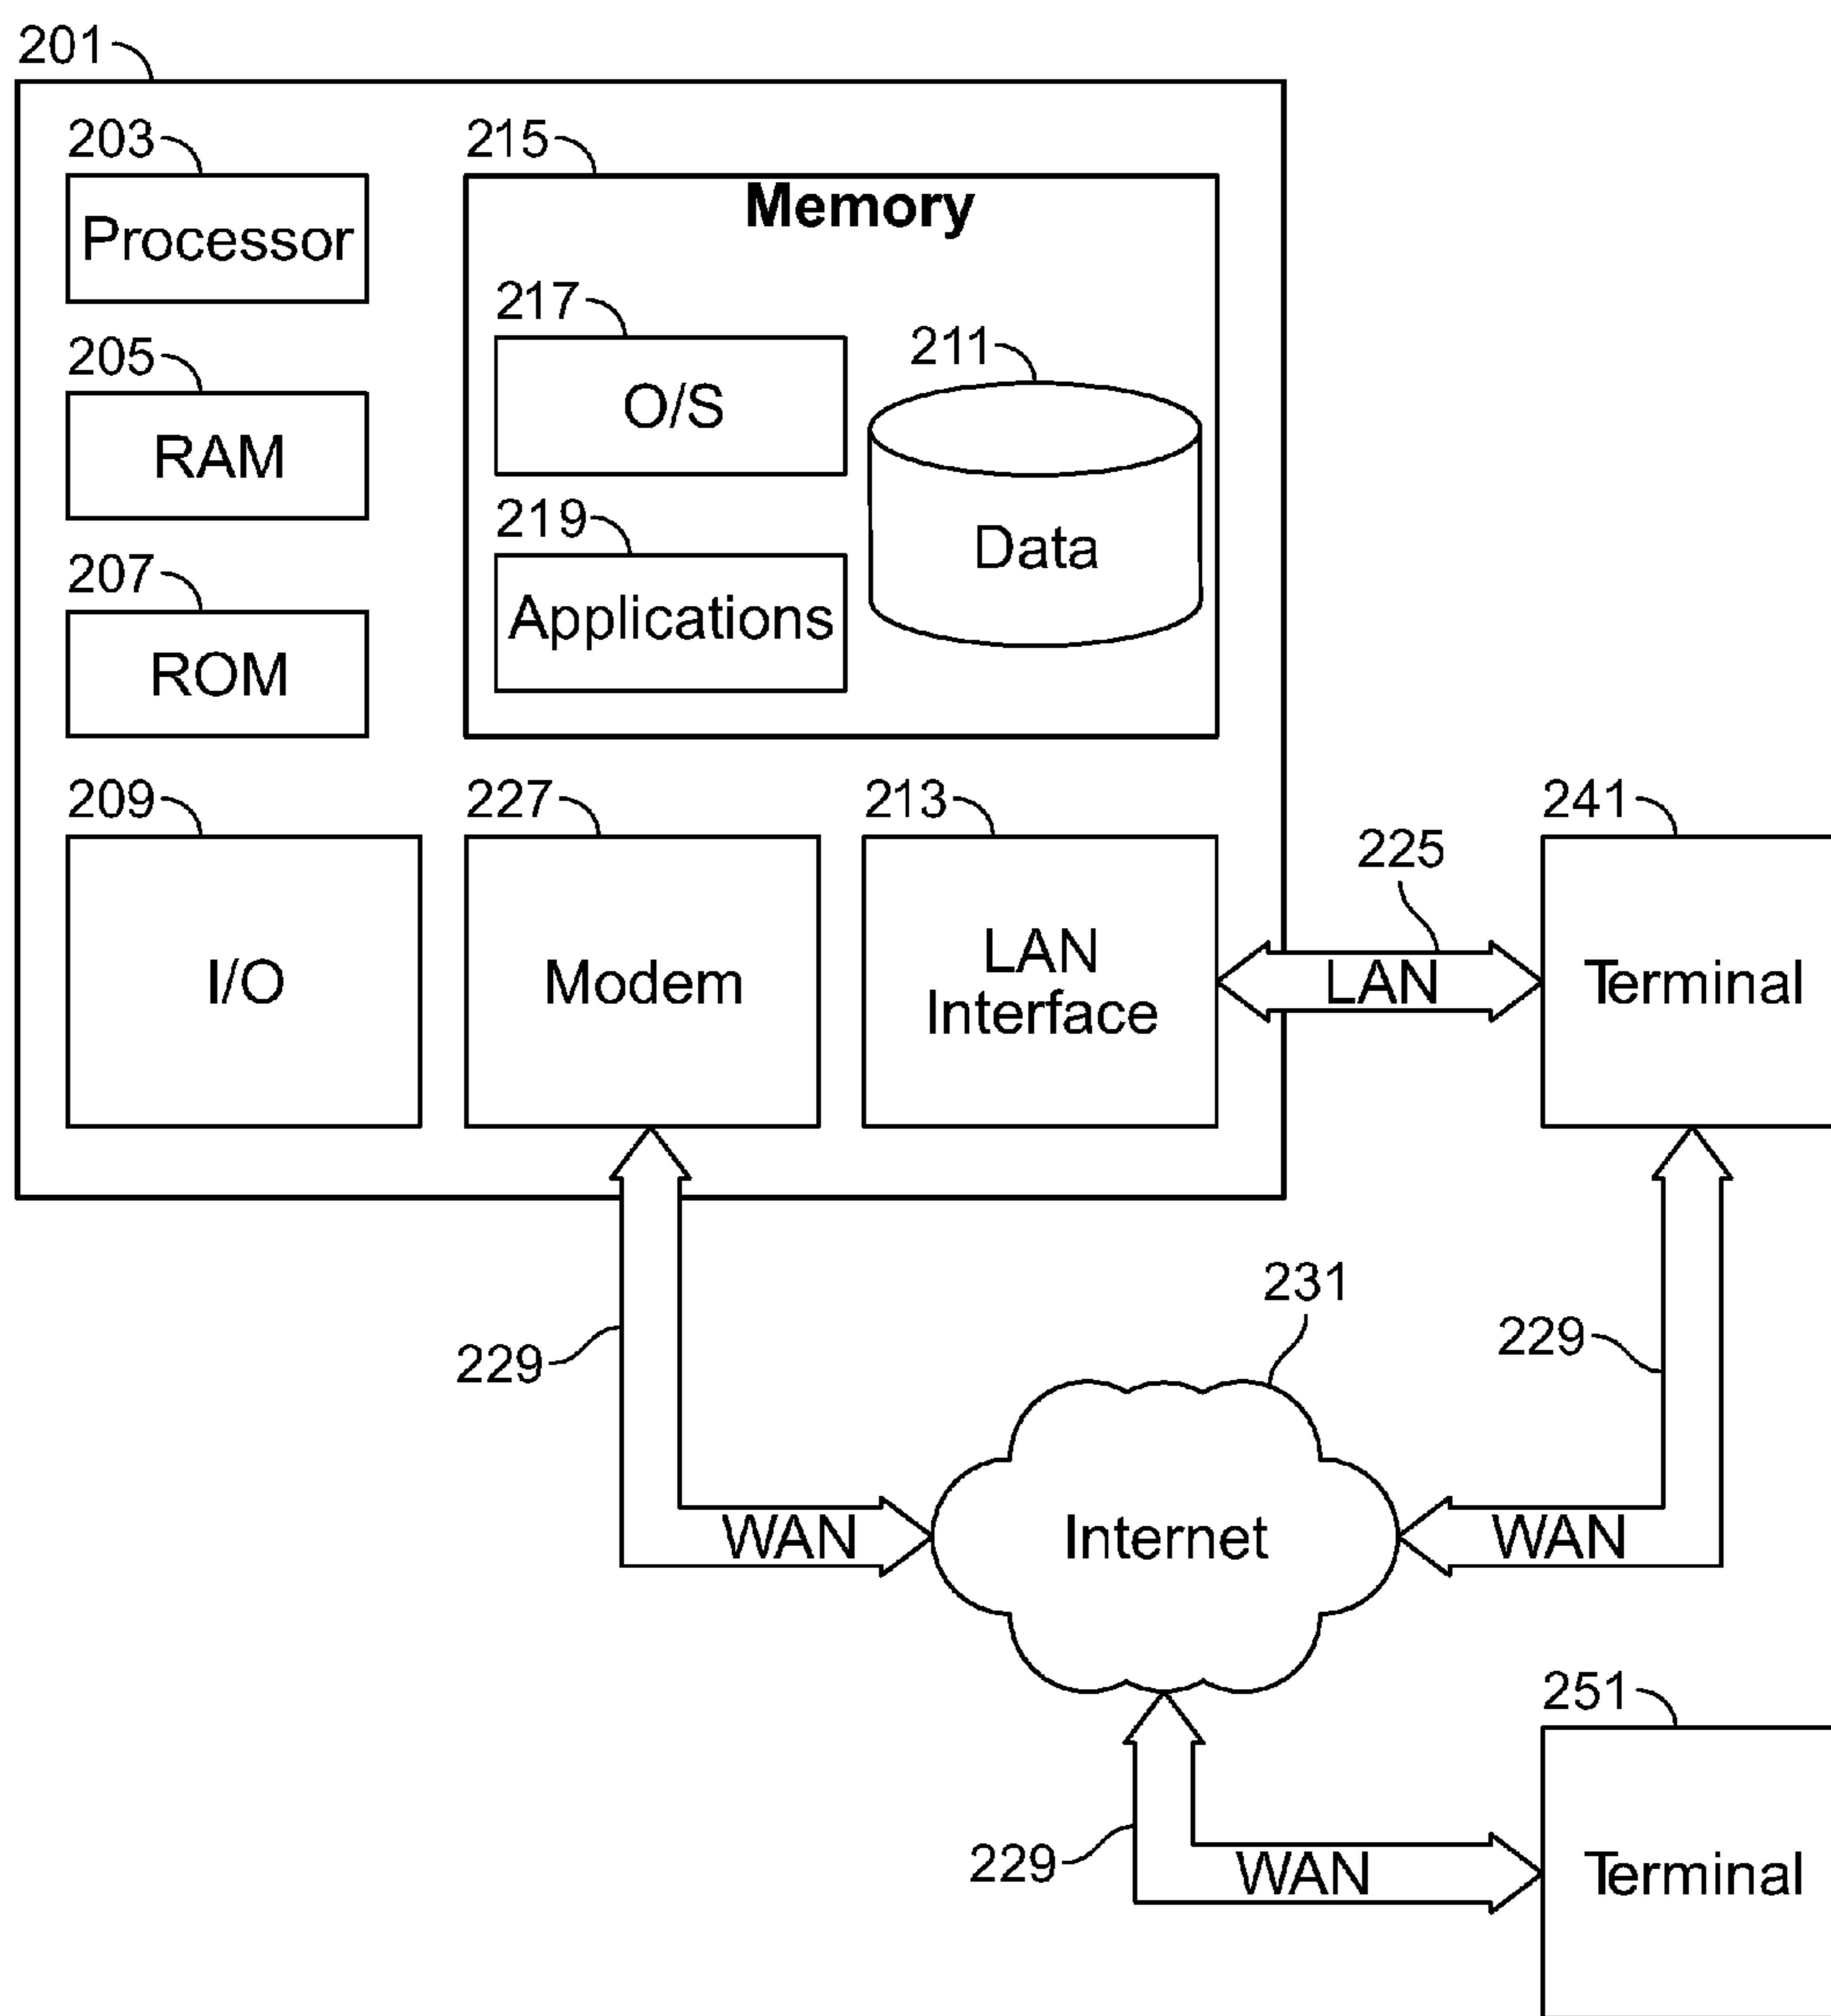 201
203
Processor
205
RAM
207
ROM
215
Memory
217
O/S
211
Data
219
Applications
209
I/O
227
Modem
213
LAN
Interface
225
LAN
241
Terminal
229
WAN
231
Internet
229
WAN
229
WAN
251
Terminal